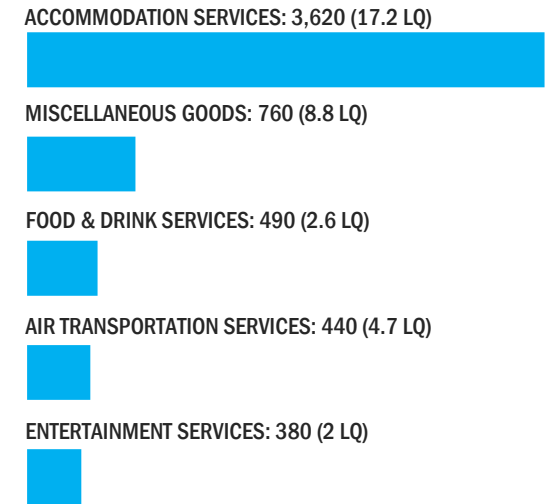 ACCOMMODATION SERVICES: 3,620 (17.2 LQ)
MISCELLANEOUS GOODS: 760 (8.8 LQ)
FOOD & DRINK SERVICES: 490 (2.6 LQ)
AIR TRANSPORTATION SERVICES: 440 (4.7 LQ)
ENTERTAINMENT SERVICES: 380 (2 LQ)